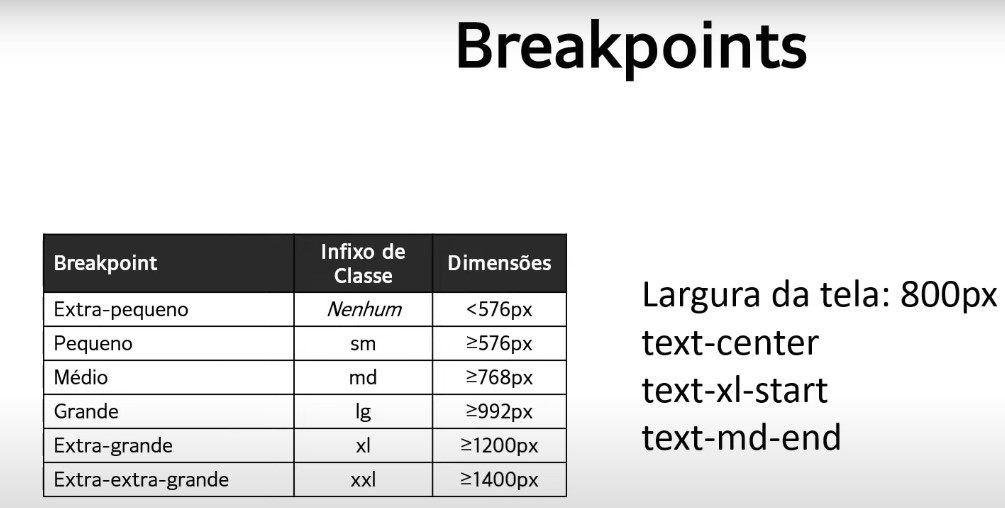 Breakpoints
Breakpoint Infixo de Classe Dimensões
Extra-pequeno Nenhum <576px
Pequeno sm ≥576px
Médio md ≥768px
Grande lg ≥992px
Extra-grande xl ≥1200px
Extra-extra-grande xxl ≥1400px
Largura da tela: 800px
text-center
text-xl-start
text-md-end